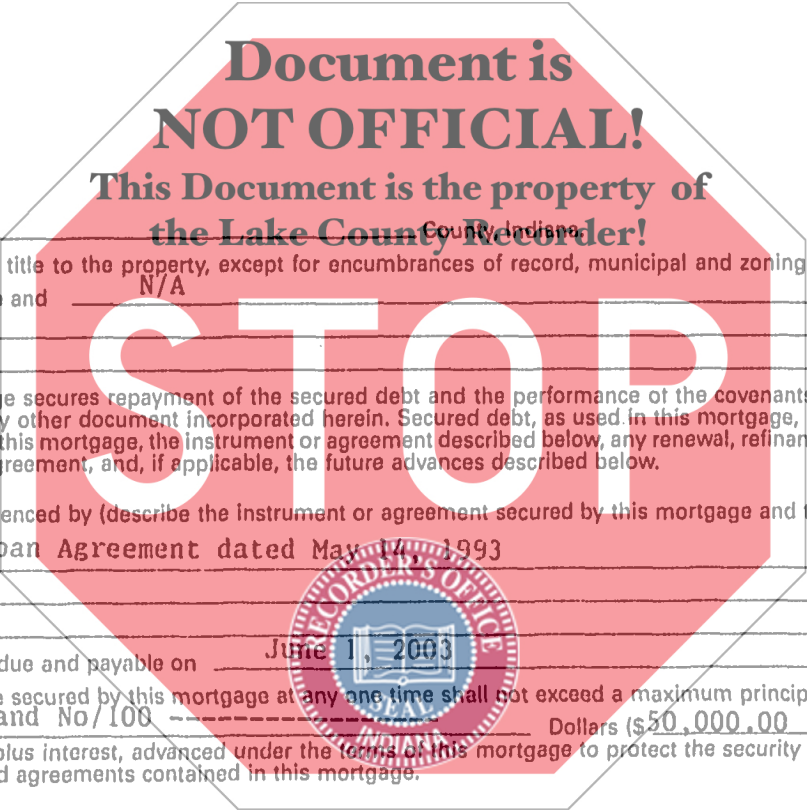 Document is
NOT OFFICIAL!
This Document is the property of
the Lake County Recorder!
County, Indiana.
title to the property, except for encumbrances of record, municipal and zoning
and N/A
STOP
secures repayment of the secured debt and the performance of the covenants
other document incorporated herein. Secured debt, as used in this mortgage,
this mortgage, the instrument or agreement described below, any renewal, refinan
greement, and, if applicable, the future advances described below.
enced by (describe the instrument or agreement secured by this mortgage and
oan Agreement dated May 14, 1993
RECORDER'S OFFICE
due and payable on June 1, 2003
secured by this mortgage at any one time shall not exceed a maximum princip
SEAL
and No/100 -------------------- Dollars ($50,000.00
INDIANA
plus interest, advanced under the terms of this mortgage to protect the security
d agreements contained in this mortgage.